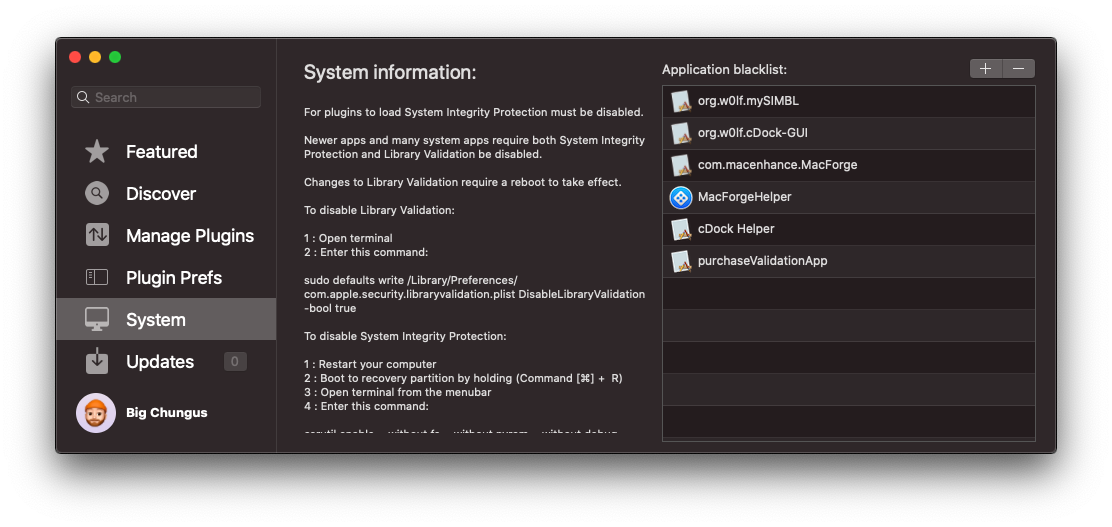 Search
Featured
Discover
Manage Plugins
Plugin Prefs
System
Updates 0
Big Chungus
System information:
For plugins to load System Integrity Protection must be disabled.
Newer apps and many system apps require both System Integrity
Protection and Library Validation be disabled.
Changes to Library Validation require a reboot to take effect.
To disable Library Validation:
1 : Open terminal
2 : Enter this command:
sudo defaults write /Library/Preferences/
com.apple.security.libraryvalidation.plist DisableLibraryValidation
-bool true
To disable System Integrity Protection:
1 : Restart your computer
2 : Boot to recovery partition by holding (Command [⌘] + R)
3 : Open terminal from the menubar
4 : Enter this command:
Application blacklist:
org.w0lf.mySIMBL
org.w0lf.cDock-GUI
com.macenhance.MacForge
MacForgeHelper
cDock Helper
purchaseValidationApp